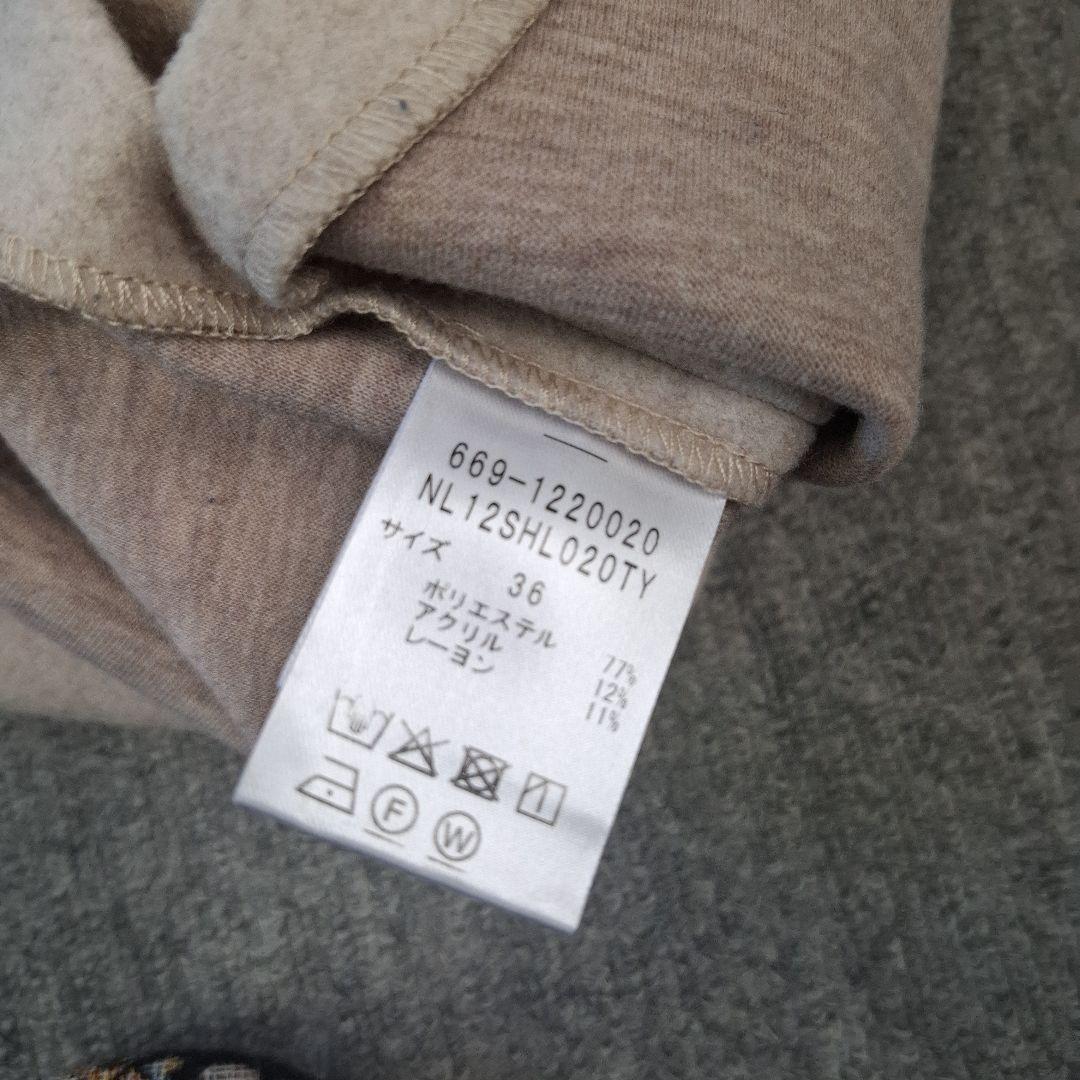 669-1220020
NL12SHL020TY
サイズ 36
ポリエステル 77%
アクリル 12%
レーヨン 11%
F W